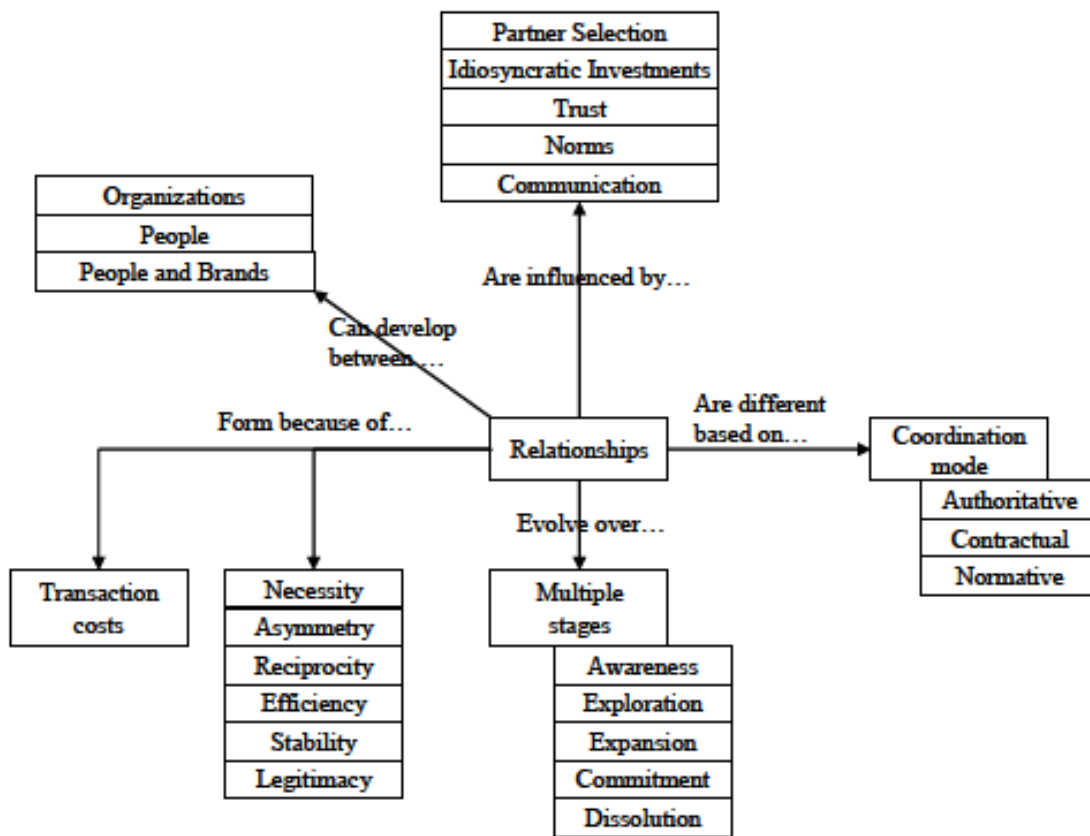 Partner Selection
Idiosyncratic Investments
Trust
Norms
Communication
Organizations
People
People and Brands
Are influenced by…
Can develop
between …
Form because of…
Relationships
Are different
based on…
Coordination
mode
Authoritative
Contractual
Normative
Evolve over…
Transaction
costs
Necessity
Asymmetry
Reciprocity
Efficiency
Stability
Legitimacy
Multiple
stages
Awareness
Exploration
Expansion
Commitment
Dissolution